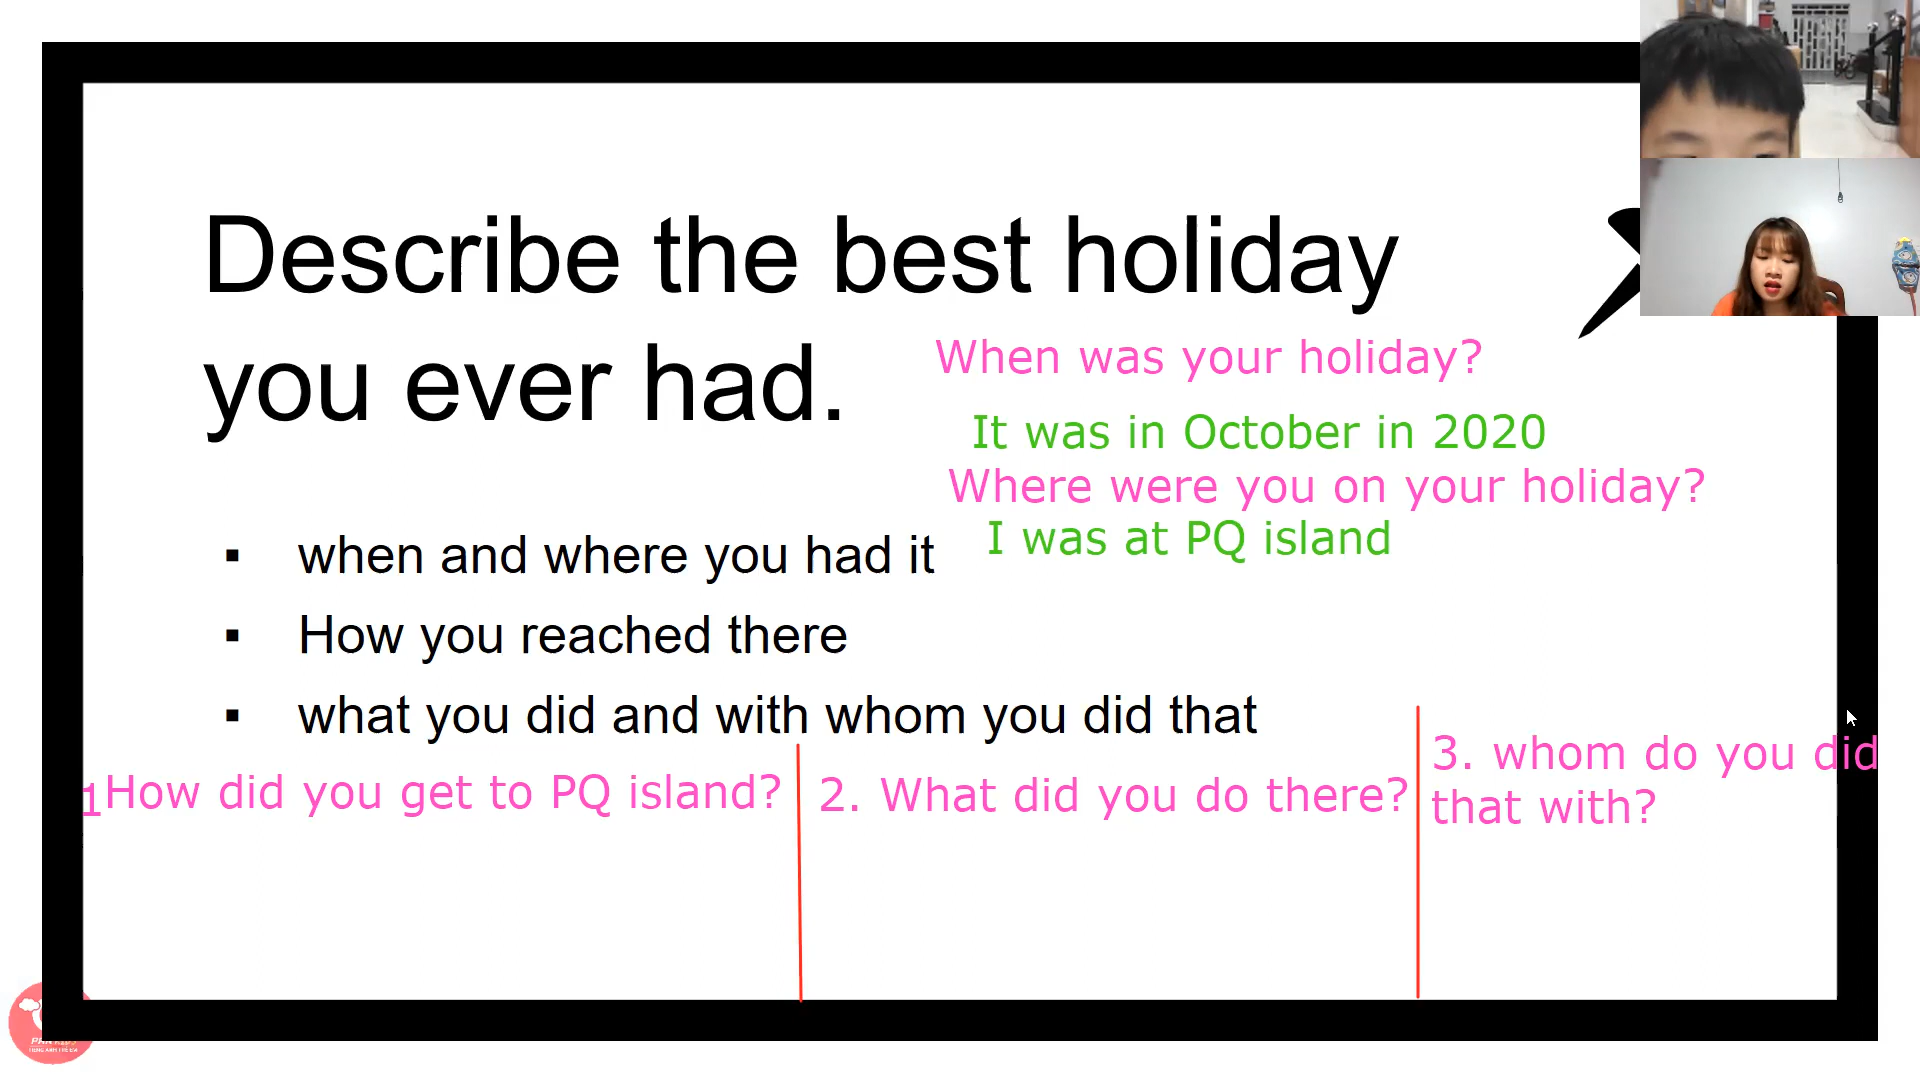 Describe the best holiday
you ever had.
When was your holiday?
It was in October in 2020
Where were you on your holiday?
I was at PQ island
▪ when and where you had it
▪ How you reached there
▪ what you did and with whom you did that
1How did you get to PQ island?
2. What did you do there?
3. whom do you did
that with?